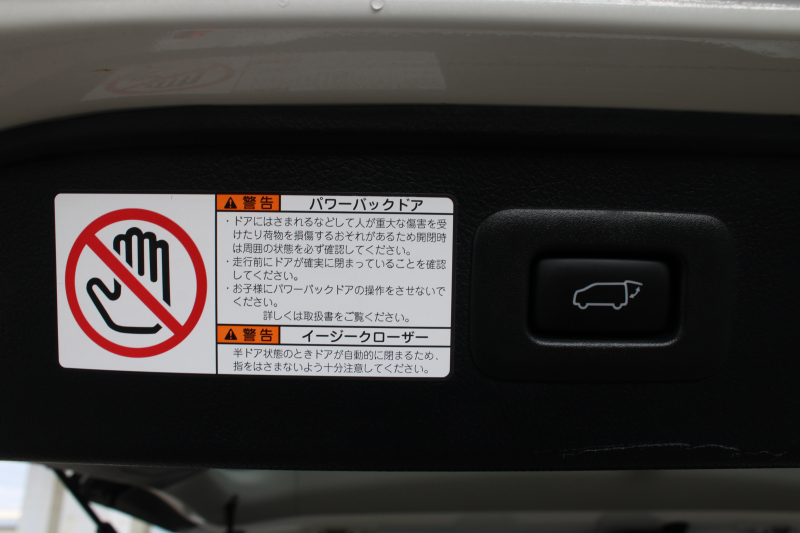 警告 パワーバックドア
・ドアにはさまれるなどして人が重大な傷害を受
けたり荷物を損傷するおそれがあるため開閉時
は周囲の状態を必ず確認してください。
・走行前にドアが確実に閉まっていることを確認
してください。
・お子様にパワーバックドアの操作をさせないで
ください。
詳しくは取扱書をご覧ください。
警告 イージークローザー
半ドア状態のときドアが自動的に閉まるため、
指をはさまないよう十分注意してください。